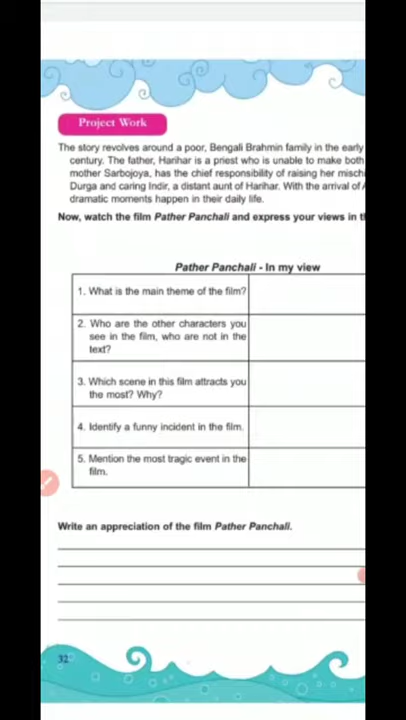 Project Work
The story revolves around a poor, Bengali Brahmin family in the early
century. The father, Harihar is a priest who is unable to make both
mother Sarbojoya, has the chief responsibility of raising her misch
Durga and caring Indir, a distant aunt of Harihar. With the arrival of
dramatic moments happen in their daily life.
Now, watch the film Pather Panchali and express your views in
Pather Panchali - In my view
1. What is the main theme of the film?
2. Who are the other characters you
see in the film, who are not in the
text?
3. Which scene in this film attracts you
the most? Why?
4. Identify a funny incident in the film.
5. Mention the most tragic event in the
film.
Write an appreciation of the film Pather Panchali.
32